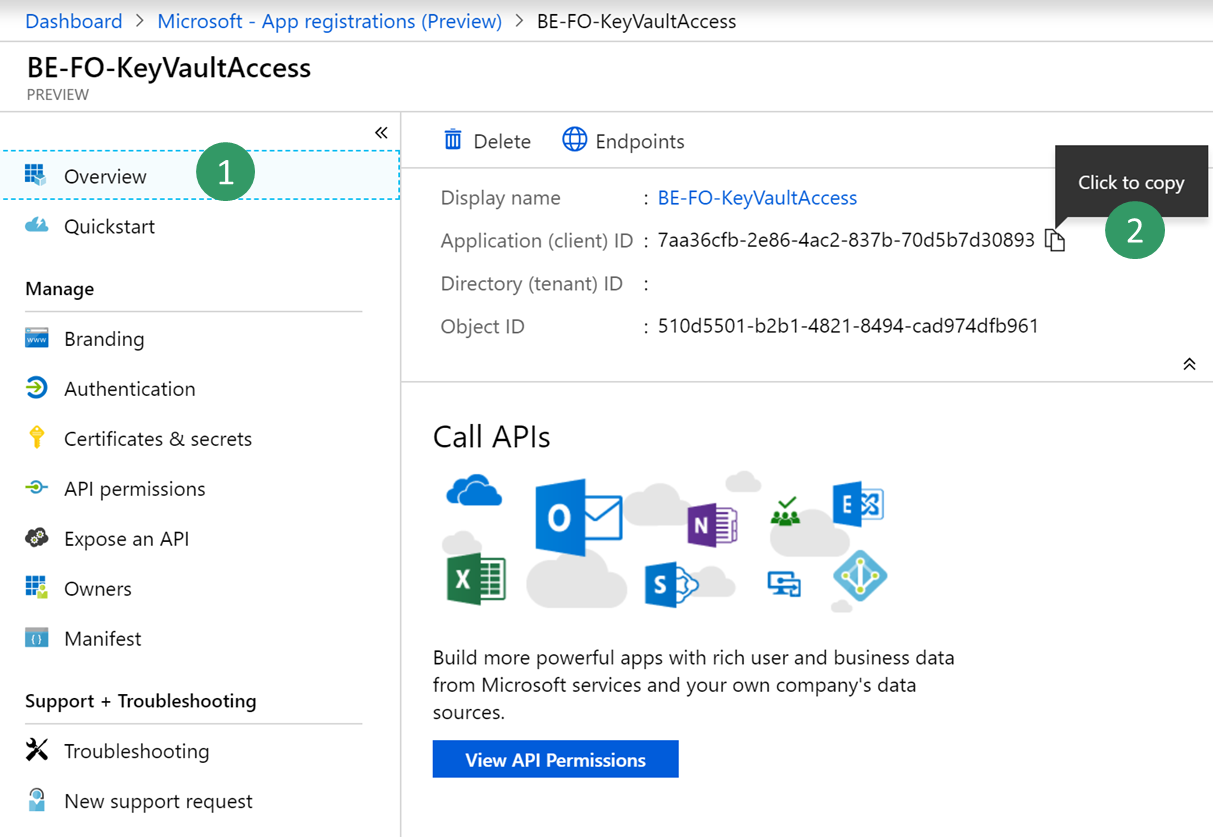 Dashboard > Microsoft - App registrations (Preview) > BE-FO-KeyVaultAccess
BE-FO-KeyVaultAccess
PREVIEW
«
Overview
1
Quickstart
Manage
www
Branding
Authentication
Certificates & secrets
API permissions
Expose an API
Owners
Manifest
Support + Troubleshooting
Troubleshooting
New support request
Delete
Endpoints
Click to copy
2
Display name : BE-FO-KeyVaultAccess
Application (client) ID : 7aa36cfb-2e86-4ac2-837b-70d5b7d30893
Directory (tenant) ID :
Object ID : 510d5501-b2b1-4821-8494-cad974dfb961
Call APIs
O
N
E
X
S
Build more powerful apps with rich user and business data
from Microsoft services and your own company's data
sources.
View API Permissions